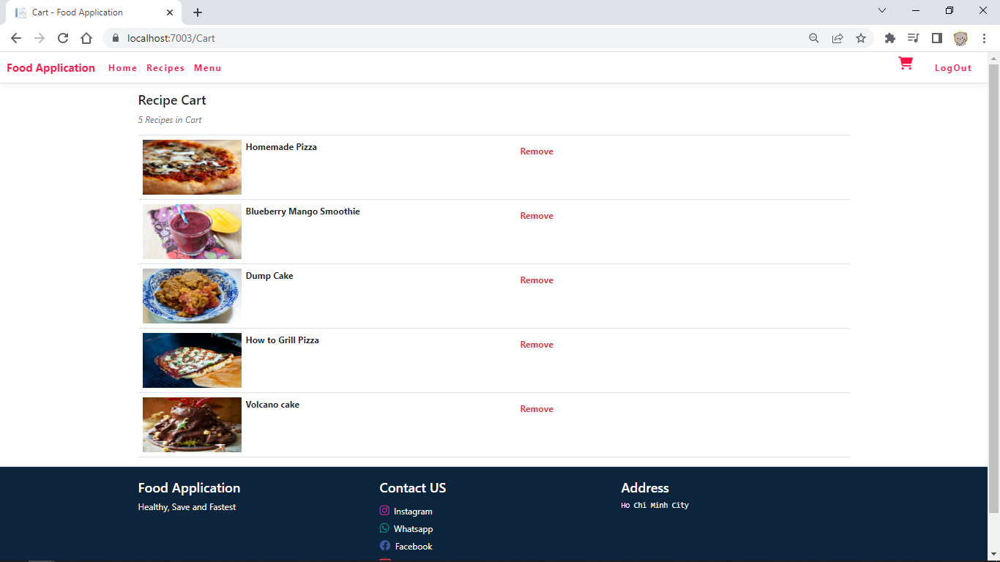 Cart - Food Application
localhost:7003/Cart
Food Application Home Recipes Menu LogOut
Recipe Cart
5 Recipes in Cart
Homemade Pizza Remove
Blueberry Mango Smoothie Remove
Dump Cake Remove
How to Grill Pizza Remove
Volcano cake Remove
Food Application Contact US Address
Healthy, Save and Fastest Instagram Ho Chi Minh City
Whatsapp
Facebook